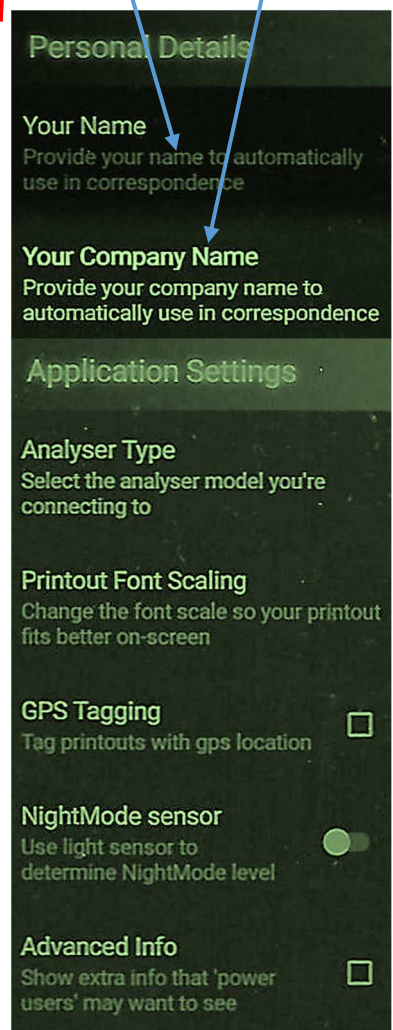 Personal Details
Your Name
Provide your name to automatically
use in correspondence
Your Company Name
Provide your company name to
automatically use in correspondence
Application Settings
Analyser Type
Select the analyser model you're
connecting to
Printout Font Scaling
Change the font scale so your printout
fits better on-screen
GPS Tagging
Tag printouts with gps location
NightMode sensor
Use light sensor to
determine NightMode level
Advanced Info
Show extra info that 'power
users' may want to see